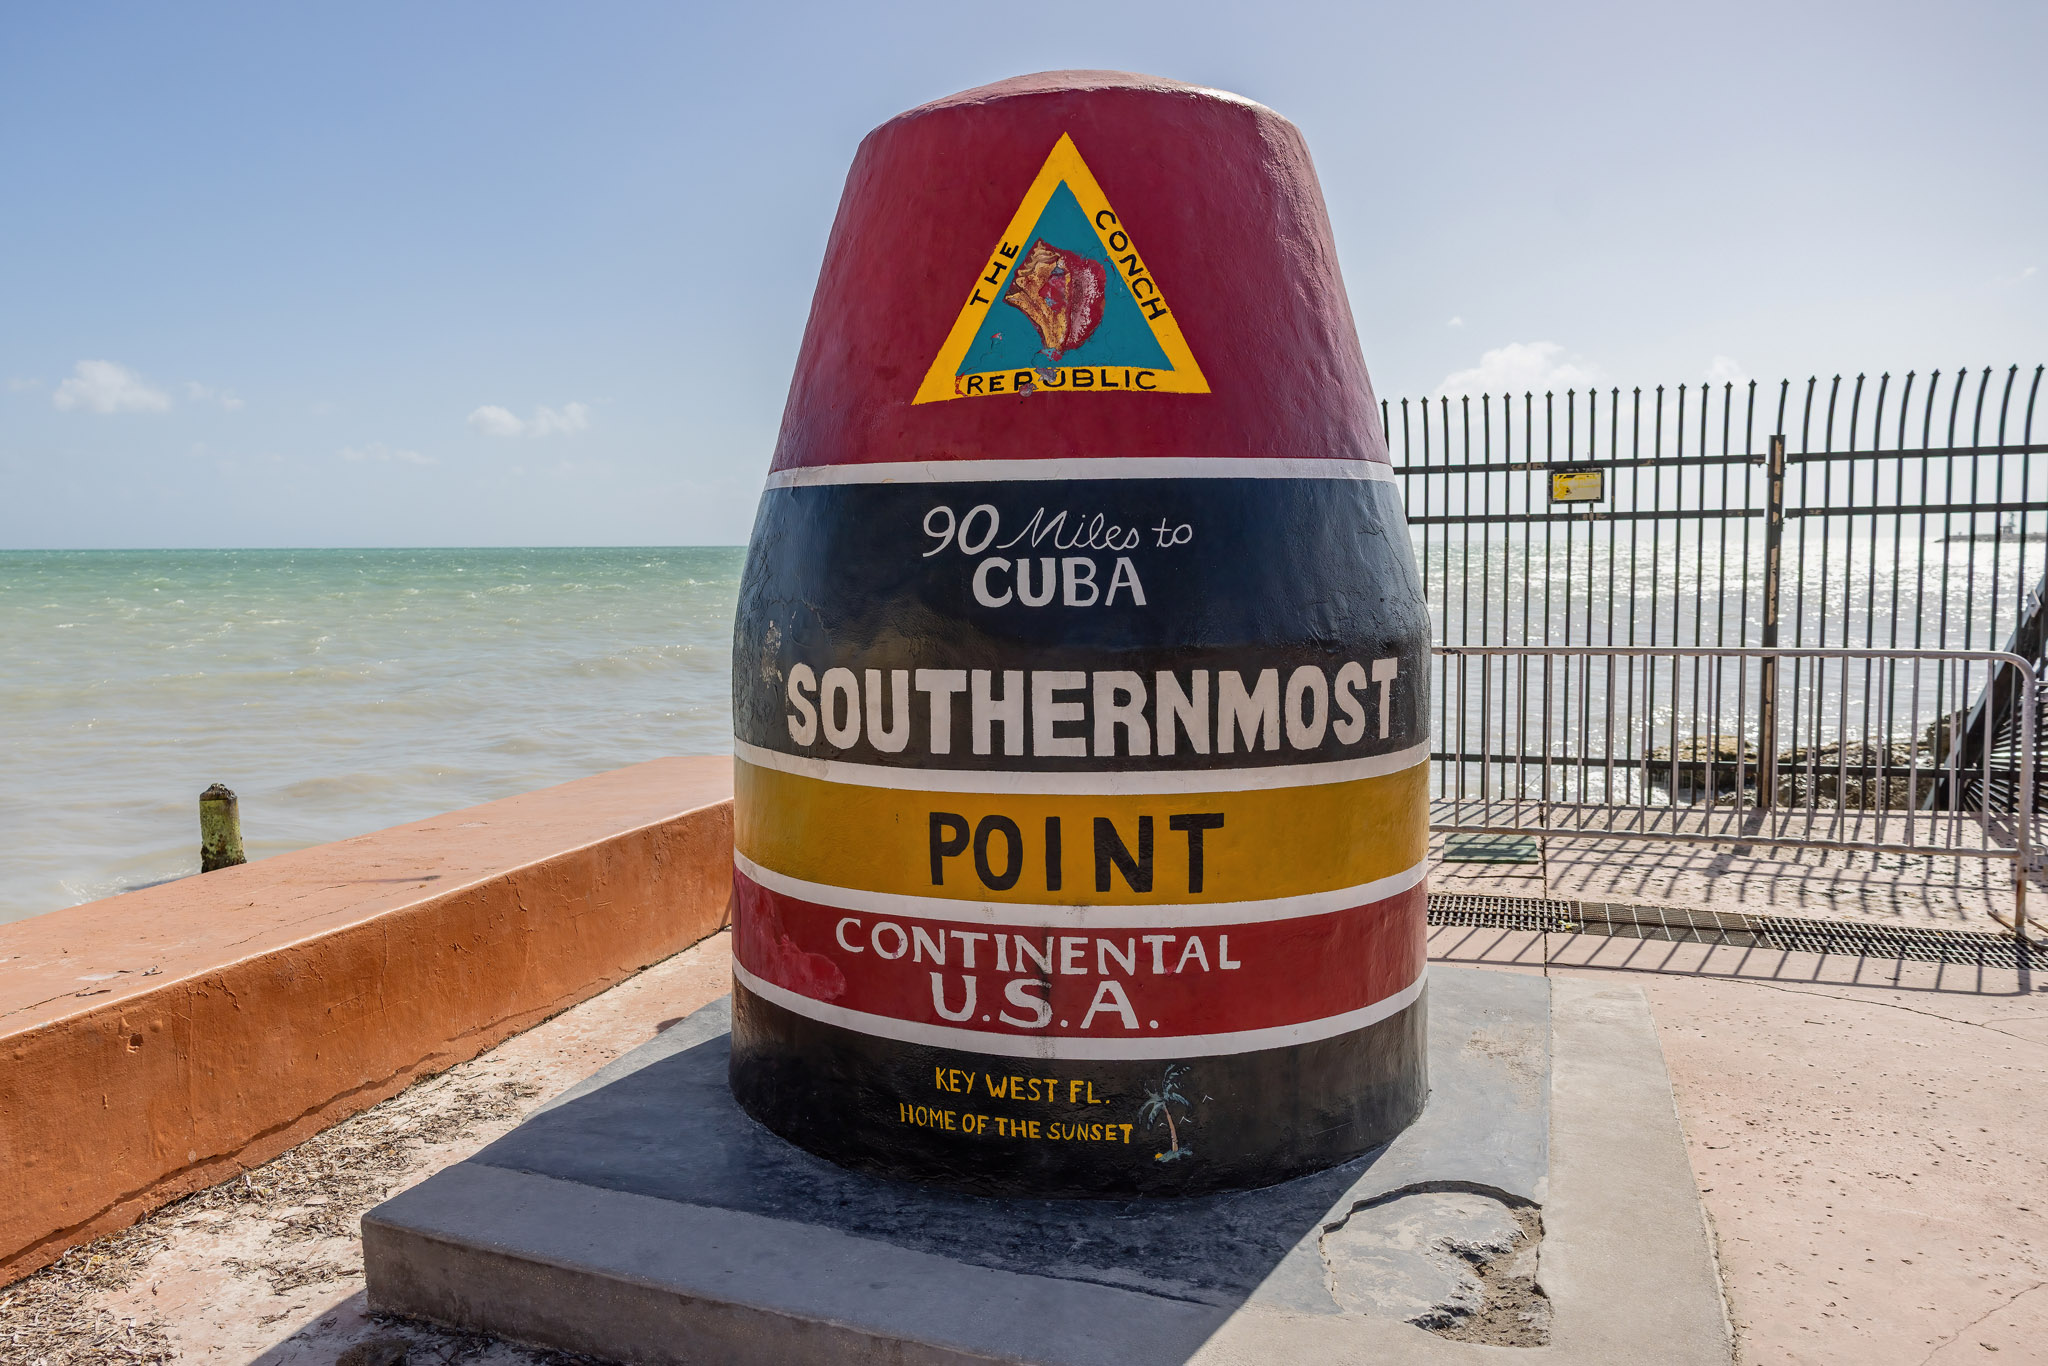 THE CONCH
REPUBLIC
90 Miles to
CUBA
SOUTHERNMOST
POINT
CONTINENTAL
U.S.A.
KEY WEST FL.
HOME OF THE SUNSET